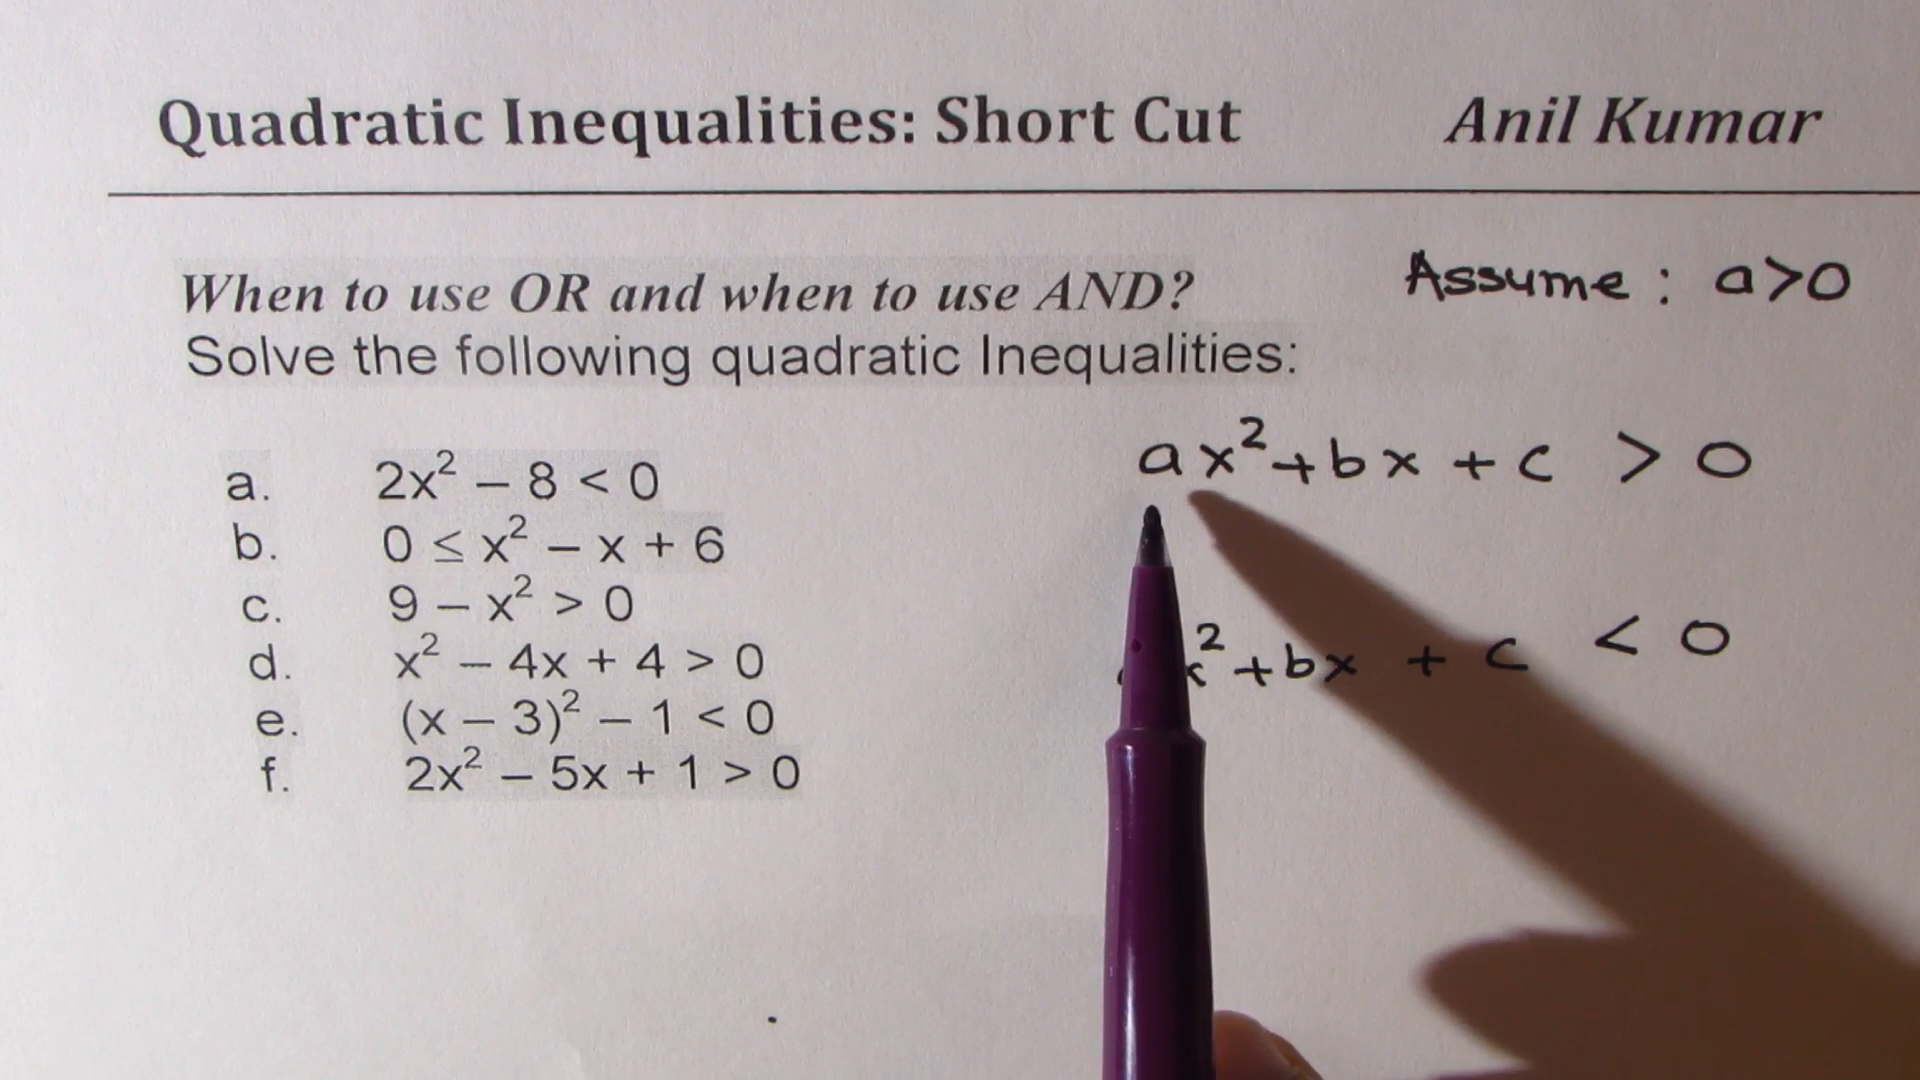 Quadratic Inequalities: Short Cut Anil Kumar
When to use OR and when to use AND? Assume : a>0
Solve the following quadratic Inequalities:
ax² + bx + c > 0
a. 2x² – 8 < 0
b. 0 ≤ x² – x + 6
c. 9 – x² > 0
x² + bx + c < 0
d. x² – 4x + 4 > 0
e. (x – 3)² – 1 < 0
f. 2x² – 5x + 1 > 0